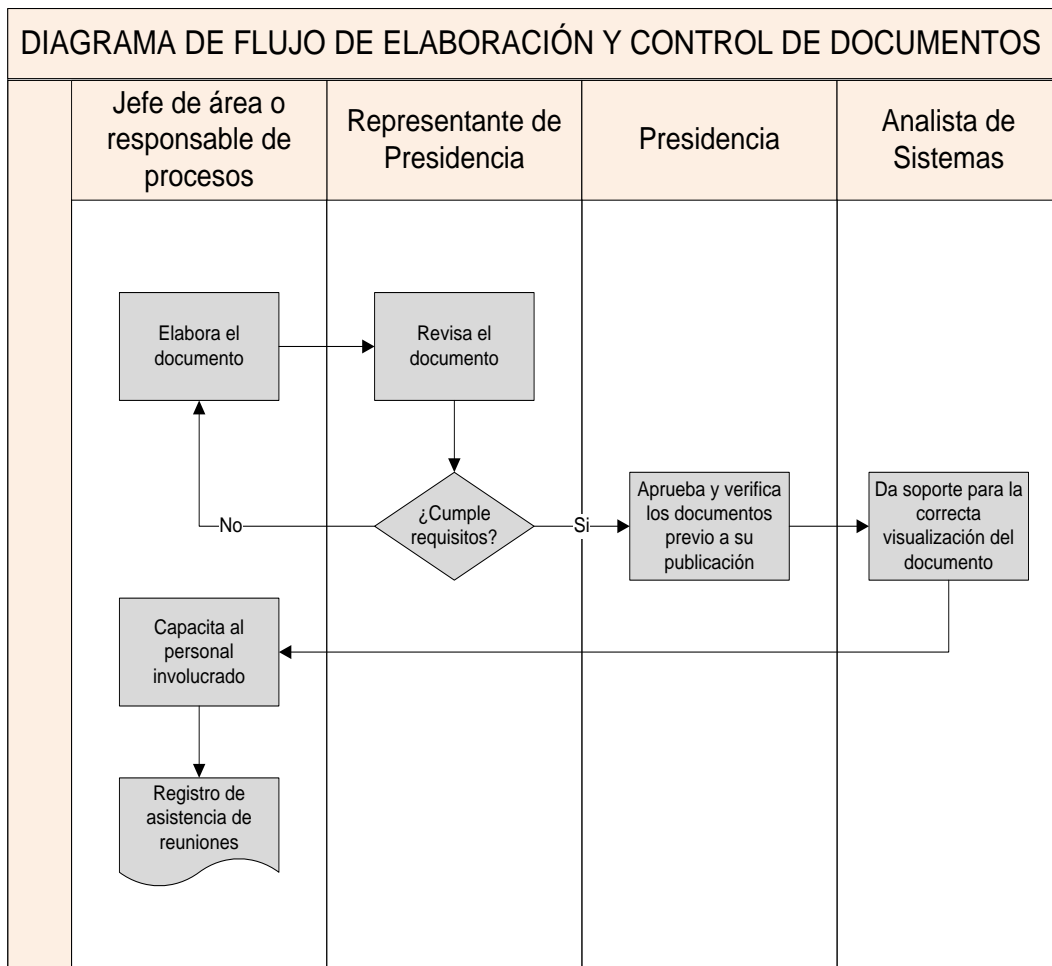 DIAGRAMA DE FLUJO DE ELABORACIÓN Y CONTROL DE DOCUMENTOS
Jefe de área o
responsable de
procesos
Representante de
Presidencia
Presidencia
Analista de
Sistemas
Elabora el
documento
Revisa el
documento
No
¿Cumple
requisitos?
Si
Aprueba y verifica
los documentos
previo a su
publicación
Da soporte para la
correcta
visualización del
documento
Capacita al
personal
involucrado
Registro de
asistencia de
reuniones